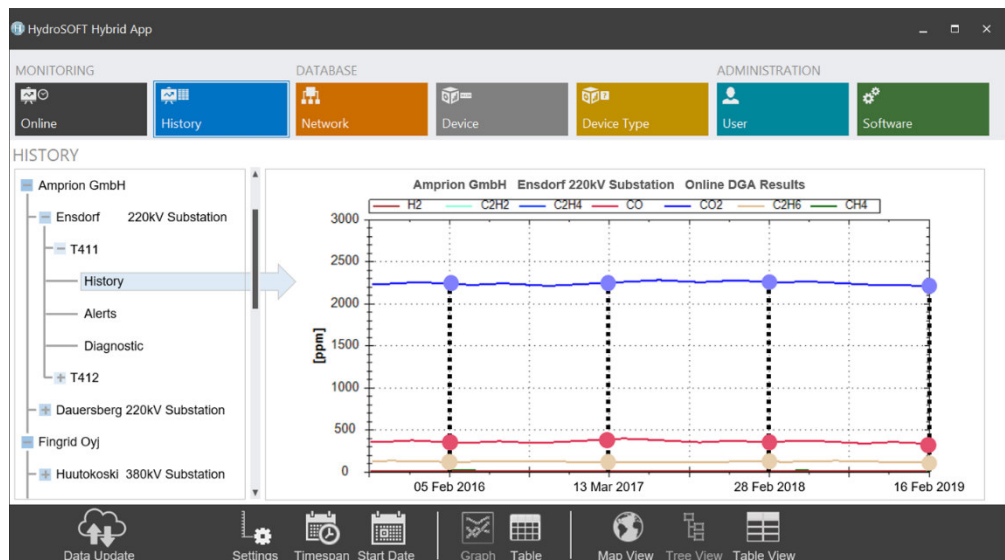 HydroSOFT Hybrid App
MONITORING DATABASE ADMINISTRATION
Online History Network Device Device Type User Software
HISTORY
Amprion GmbH
Ensdorf 220kV Substation
T411
History
Alerts
Diagnostic
T412
Dauersberg 220kV Substation
Fingrid Oyj
Huutokoski 380kV Substation
Amprion GmbH Ensdorf 220kV Substation Online DGA Results
H2 C2H2 C2H4 CO CO2 C2H6 CH4
3000
2500
2000
1500
1000
500
0
[ppm]
05 Feb 2016 13 Mar 2017 28 Feb 2018 16 Feb 2019
Data Update Settings Timespan Start Date Graph Table Map View Tree View Table View